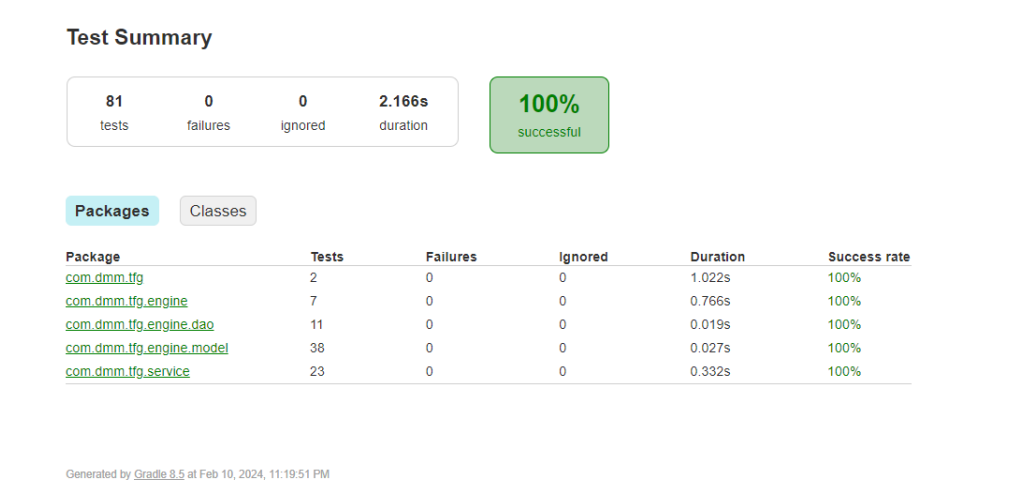 Test Summary
81 0 0 2.166s
tests failures ignored duration
100%
successful
Packages Classes
Package Tests Failures Ignored Duration Success rate
com.dmm.tfg 2 0 0 1.022s 100%
com.dmm.tfg.engine 7 0 0 0.766s 100%
com.dmm.tfg.engine.dao 11 0 0 0.019s 100%
com.dmm.tfg.engine.model 38 0 0 0.027s 100%
com.dmm.tfg.service 23 0 0 0.332s 100%
Generated by Gradle 8.5 at Feb 10, 2024, 11:19:51 PM